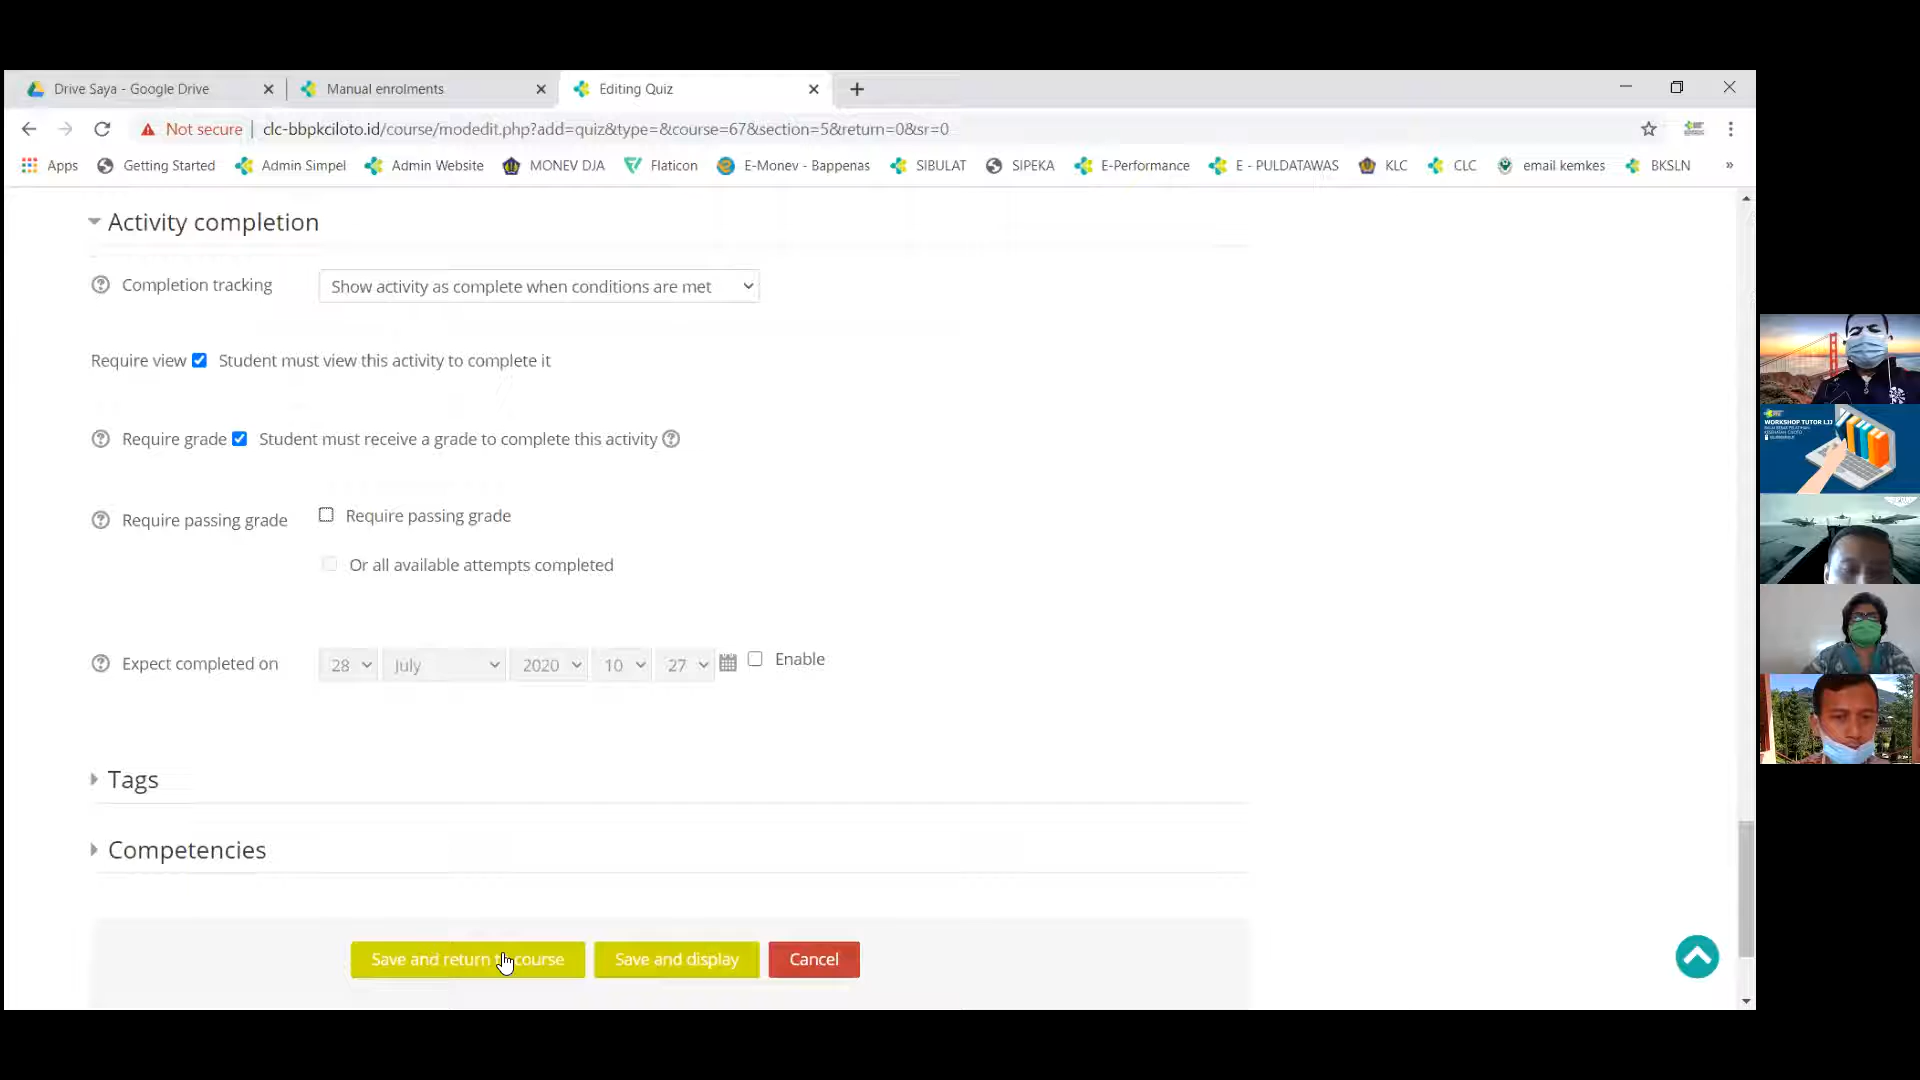 Drive Saya - Google Drive
Manual enrolments
Editing Quiz
Not secure
clc-bbpkciloto.id/course/modedit.php?add=quiz&type=&course=67&section=5&return=0&sr=0
Apps
Getting Started
Admin Simpel
Admin Website
MONEV DJA
Flaticon
E-Monev - Bappenas
SIBULAT
SIPEKA
E-Performance
E - PULDATAWAS
KLC
CLC
email kemkes
BKSLN
»
Activity completion
Completion tracking
Show activity as complete when conditions are met
Require view
Student must view this activity to complete it
Require grade
Student must receive a grade to complete this activity
Require passing grade
Require passing grade
Or all available attempts completed
Expect completed on
28
July
2020
10
27
Enable
Tags
Competencies
Save and return to course
Save and display
Cancel
WORKSHOP TUTOR LJJ